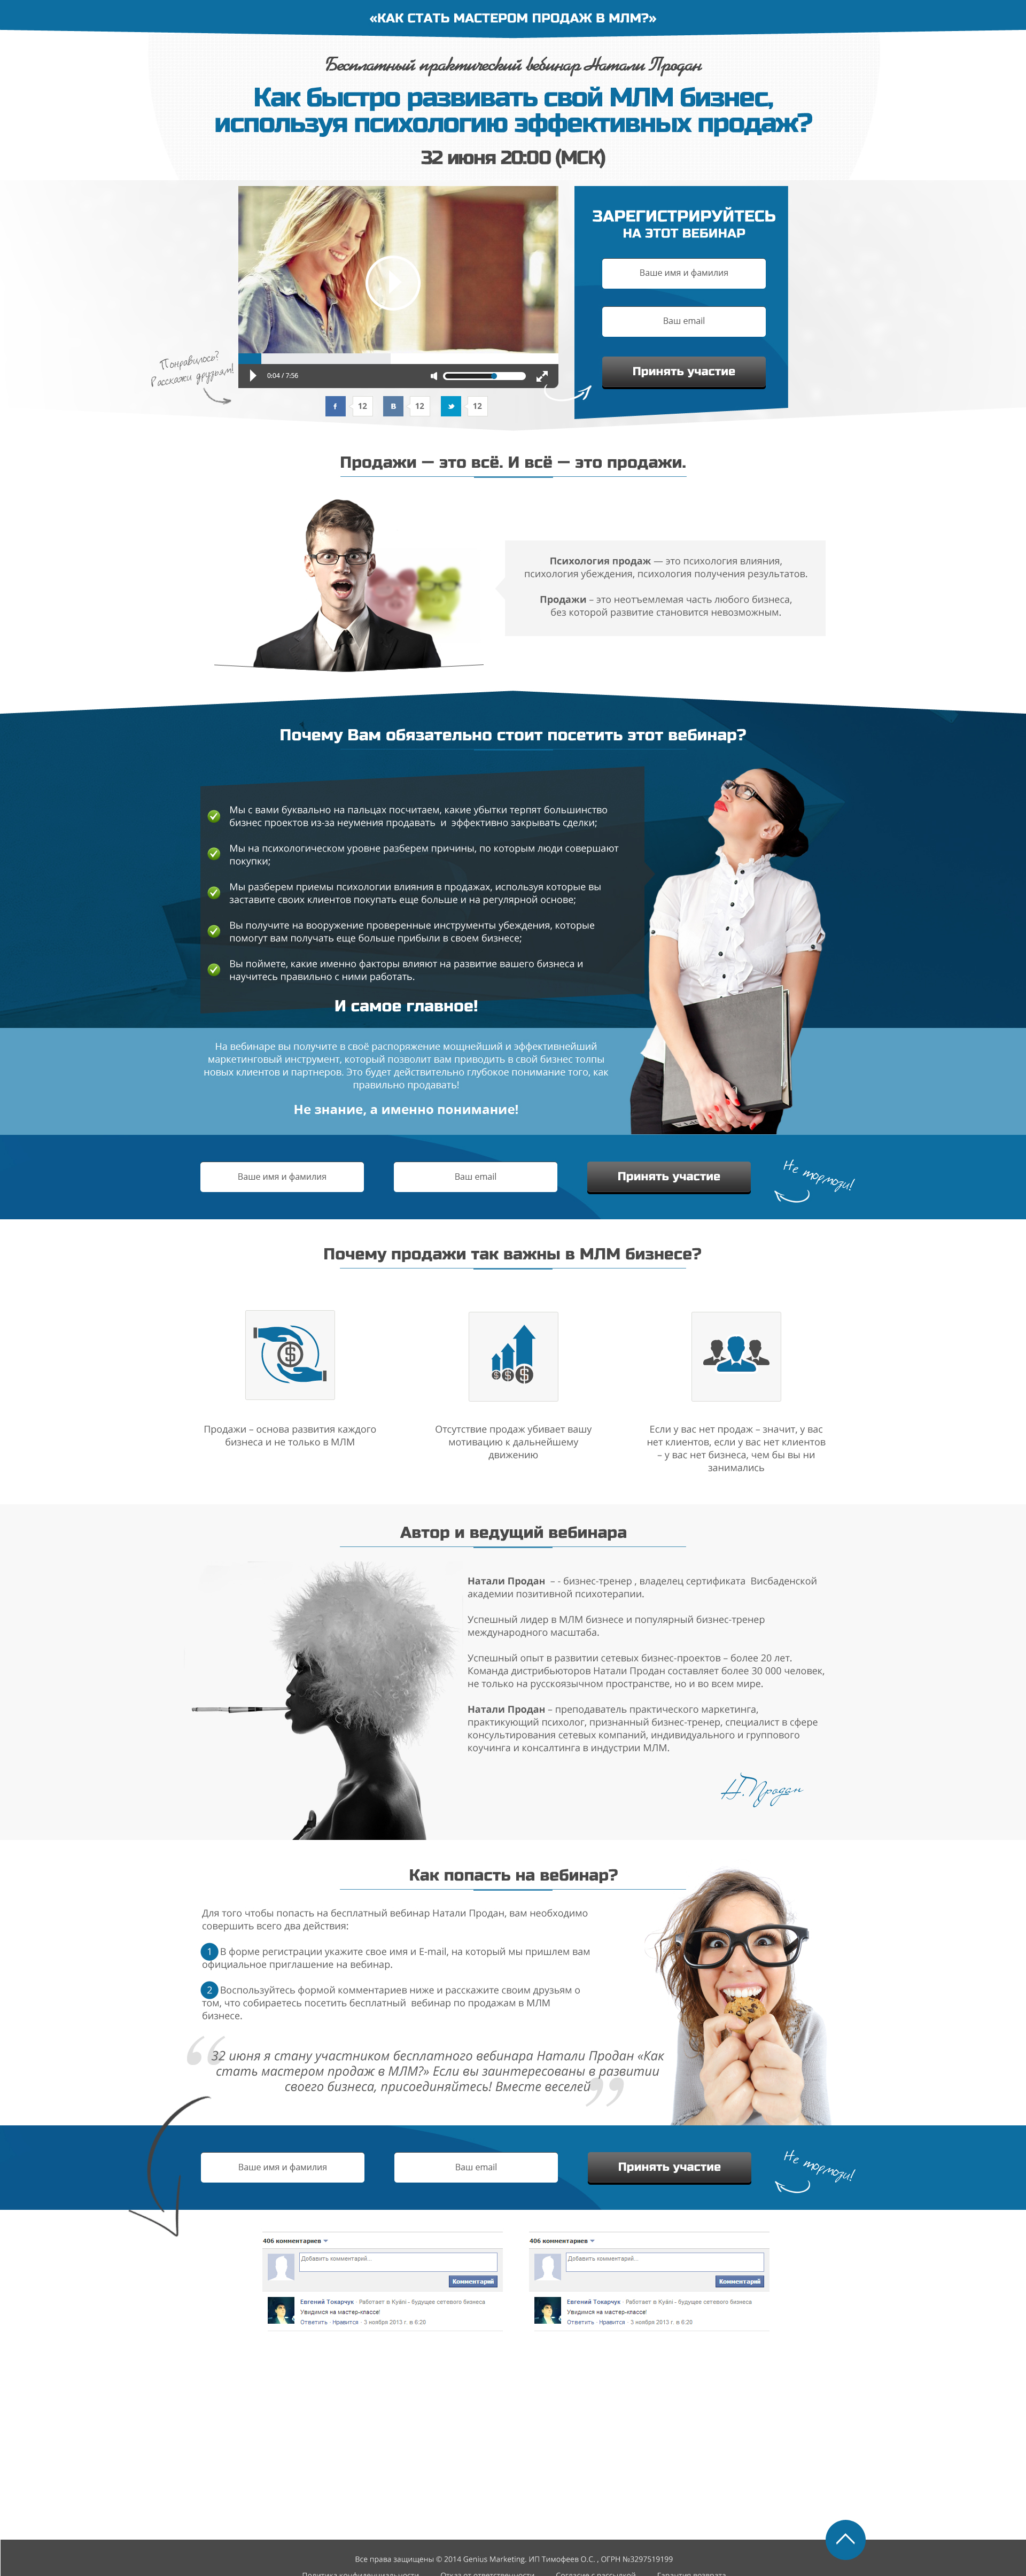 «КАК СТАТЬ МАСТЕРОМ ПРОДАЖ В МЛМ?»
Бесплатный практический вебинар Натали Продан
Как быстро развивать свой МЛМ бизнес,
используя психологию эффективных продаж?
32 июня 20:00 (МСК)
ЗАРЕГИСТРИРУЙТЕСЬ
НА ЭТОТ ВЕБИНАР
Ваше имя и фамилия
Ваш email
Принять участие
Понравилось?
Расскажи друзьям!
0:04 / 7:56
f 12 B 12 12
Продажи — это всё. И всё — это продажи.
Психология продаж — это психология влияния,
психология убеждения, психология получения результатов.
Продажи – это неотъемлемая часть любого бизнеса,
без которой развитие становится невозможным.
Почему Вам обязательно стоит посетить этот вебинар?
Мы с вами буквально на пальцах посчитаем, какие убытки терпят большинство
бизнес проектов из-за неумения продавать и эффективно закрывать сделки;
Мы на психологическом уровне разберем причины, по которым люди совершают
покупки;
Мы разберем приемы психологии влияния в продажах, используя которые вы
заставите своих клиентов покупать еще больше и на регулярной основе;
Вы получите на вооружение проверенные инструменты убеждения, которые
помогут вам получать еще больше прибыли в своем бизнесе;
Вы поймете, какие именно факторы влияют на развитие вашего бизнеса и
научитесь правильно с ними работать.
И самое главное!
На вебинаре вы получите в своё распоряжение мощнейший и эффективнейший
маркетинговый инструмент, который позволит вам приводить в свой бизнес толпы
новых клиентов и партнеров. Это будет действительно глубокое понимание того, как
правильно продавать!
Не знание, а именно понимание!
Ваше имя и фамилия Ваш email Принять участие Не тормози!
Почему продажи так важны в МЛМ бизнесе?
Продажи – основа развития каждого
бизнеса и не только в МЛМ
Отсутствие продаж убивает вашу
мотивацию к дальнейшему
движению
Если у вас нет продаж – значит, у вас
нет клиентов, если у вас нет клиентов
– у вас нет бизнеса, чем бы вы ни
занимались
Автор и ведущий вебинара
Натали Продан – - бизнес-тренер , владелец сертификата Висбаденской
академии позитивной психотерапии.
Успешный лидер в МЛМ бизнесе и популярный бизнес-тренер
международного масштаба.
Успешный опыт в развитии сетевых бизнес-проектов – более 20 лет.
Команда дистрибьюторов Натали Продан составляет более 30 000 человек,
не только на русскоязычном пространстве, но и во всем мире.
Натали Продан – преподаватель практического маркетинга,
практикующий психолог, признанный бизнес-тренер, специалист в сфере
консультирования сетевых компаний, индивидуального и группового
коучинга и консалтинга в индустрии МЛМ.
Н.Продан
Как попасть на вебинар?
Для того чтобы попасть на бесплатный вебинар Натали Продан, вам необходимо
совершить всего два действия:
1 В форме регистрации укажите свое имя и E-mail, на который мы пришлем вам
официальное приглашение на вебинар.
2 Воспользуйтесь формой комментариев ниже и расскажите своим друзьям о
том, что собираетесь посетить бесплатный вебинар по продажам в МЛМ
бизнесе.
“32 июня я стану участником бесплатного вебинара Натали Продан «Как
стать мастером продаж в МЛМ?» Если вы заинтересованы в развитии
своего бизнеса, присоединяйтесь! Вместе веселей”
Ваше имя и фамилия Ваш email Принять участие Не тормози!
406 комментариев
Добавить комментарий...
Комментарий
Евгений Токарчук · Работает в Kyäni - будущее сетевого бизнеса
Увидимся на мастер-классе!
Ответить · Нравится · 3 ноября 2013 г. в 6:20
406 комментариев
Добавить комментарий...
Комментарий
Евгений Токарчук · Работает в Kyäni - будущее сетевого бизнеса
Увидимся на мастер-классе!
Ответить · Нравится · 3 ноября 2013 г. в 6:20
Все права защищены © 2014 Genius Marketing. ИП Тимофеев О.С. , ОГРН №3297519199
Политика конфиденциальности Отказ от ответственности Согласие с рассылкой Гарантия возврата